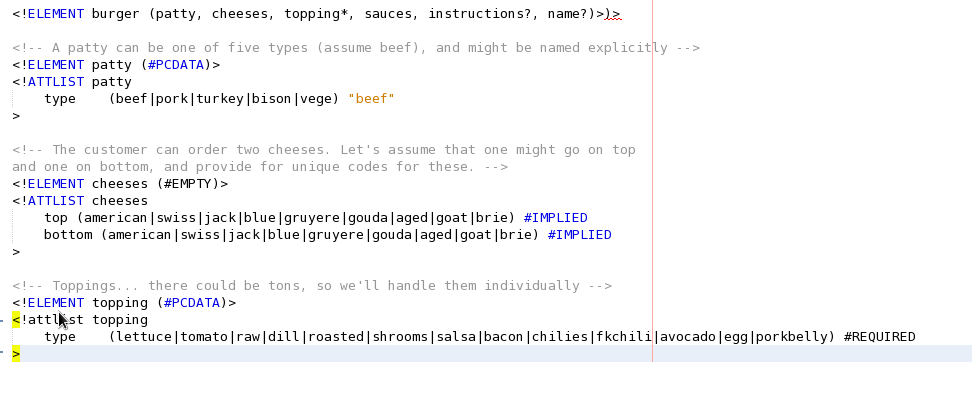 <!ELEMENT burger (patty, cheeses, topping*, sauces, instructions?, name?)>)>
<!-- A patty can be one of five types (assume beef), and might be named explicitly -->
<!ELEMENT patty (#PCDATA)>
<!ATTLIST patty
type (beef|pork|turkey|bison|vege) "beef"
>
<!-- The customer can order two cheeses. Let's assume that one might go on top
and one on bottom, and provide for unique codes for these. -->
<!ELEMENT cheeses (#EMPTY)>
<!ATTLIST cheeses
top (american|swiss|jack|blue|gruyere|gouda|aged|goat|brie) #IMPLIED
bottom (american|swiss|jack|blue|gruyere|gouda|aged|goat|brie) #IMPLIED
>
<!-- Toppings... there could be tons, so we'll handle them individually -->
<!ELEMENT topping (#PCDATA)>
<!attlist topping
type (lettuce|tomato|raw|dill|roasted|shrooms|salsa|bacon|chilies|fkchili|avocado|egg|porkbelly) #REQUIRED
>